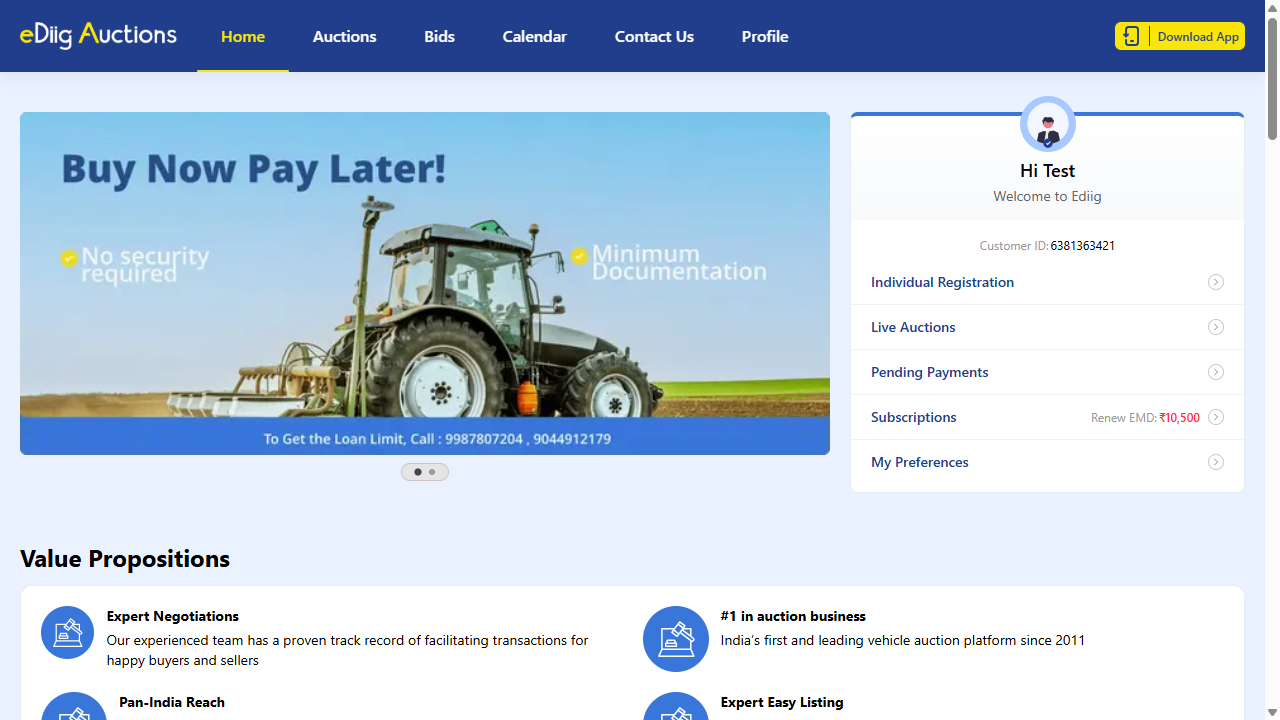 eDiig Auctions
Home
Auctions
Bids
Calendar
Contact Us
Profile
Download App
Buy Now Pay Later!
No security
required
Minimum
Documentation
To Get the Loan Limit, Call : 9987807204 , 9044912179
Hi Test
Welcome to Ediig
Customer ID: 6381363421
Individual Registration
Live Auctions
Pending Payments
Subscriptions
Renew EMD: ₹10,500
My Preferences
Value Propositions
Expert Negotiations
Our experienced team has a proven track record of facilitating transactions for
happy buyers and sellers
#1 in auction business
India's first and leading vehicle auction platform since 2011
Pan-India Reach
Expert Easy Listing